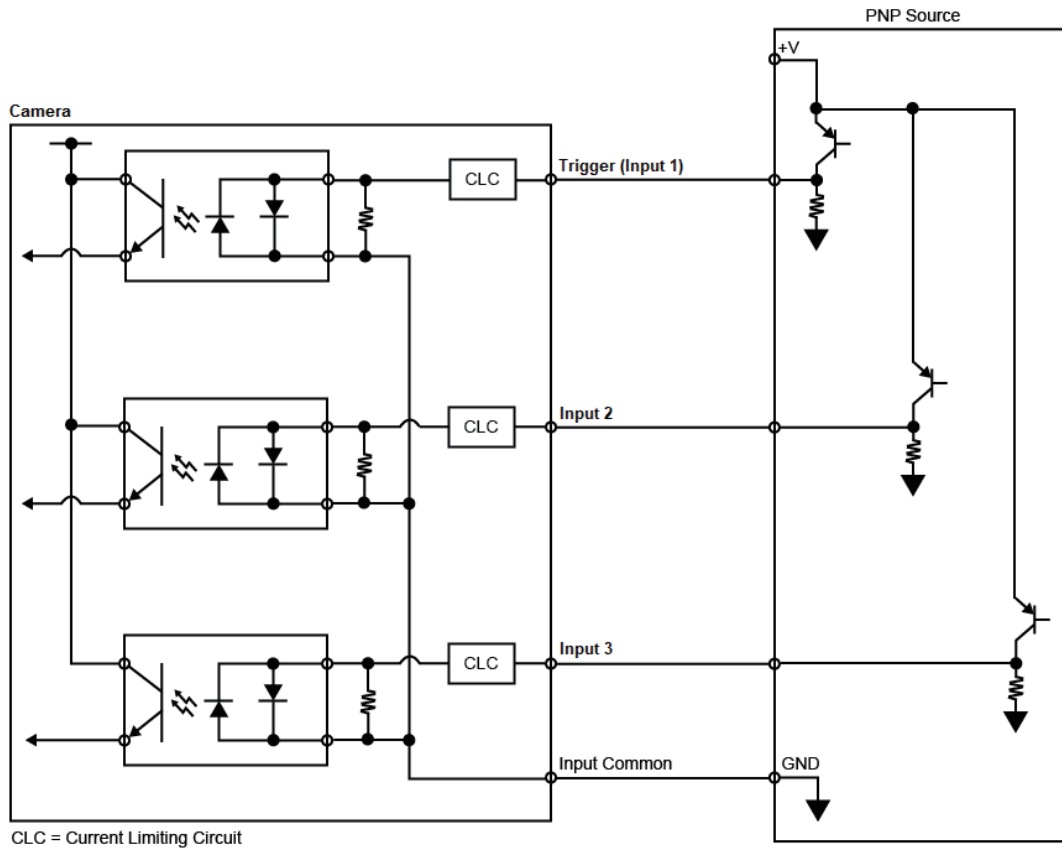 PNP Source
+V
Camera
CLC
Trigger (Input 1)
CLC
Input 2
CLC
Input 3
Input Common
GND
CLC = Current Limiting Circuit